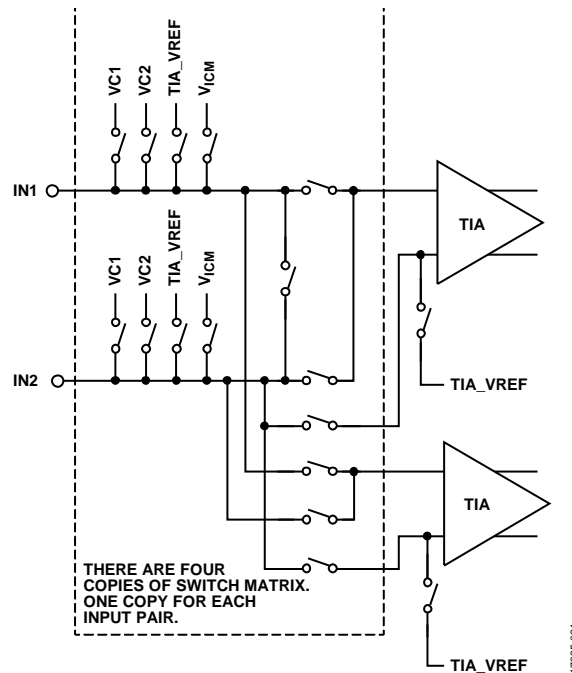 VC1
VC2
TIA_VREF
VICM
IN1
TIA
VC1
VC2
TIA_VREF
VICM
IN2
TIA_VREF
TIA
THERE ARE FOUR
COPIES OF SWITCH MATRIX.
ONE COPY FOR EACH
INPUT PAIR.
TIA_VREF